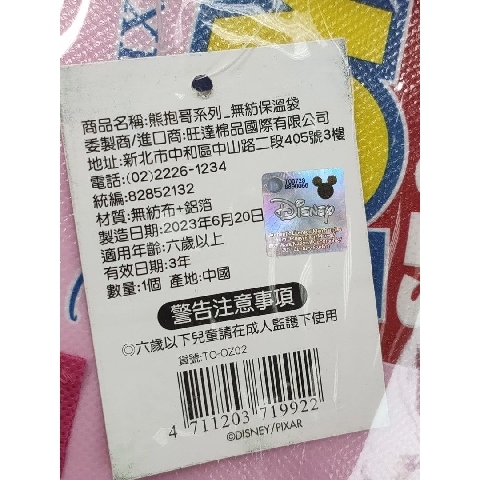 商品名稱:熊抱哥系列_無紡保溫袋
委製商/進口商:旺達棉品國際有限公司
地址:新北市中和區中山路二段405號3樓
電話:(02)2226-1234
統編:82852132
材質:無紡布+鋁箔
製造日期:2023年6月20日
適用年齡:六歲以上
有效日期:3年
數量:1個 產地:中國
Disney
警告注意事項
◎六歲以下兒童請在成人監護下使用
貨號:TO-OZ02
4 711203 719922
©DISNEY/PIXAR